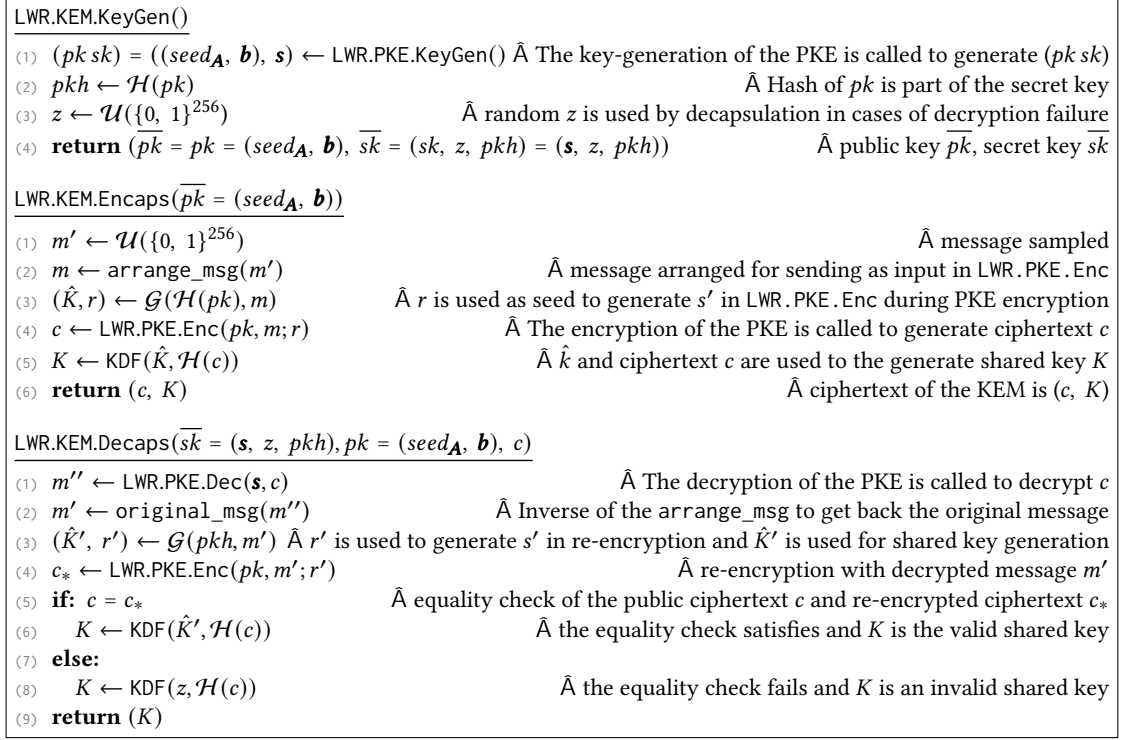 LWR.KEM.KeyGen()
(1) (pk sk) = ((seed_A, b), s) ← LWR.PKE.KeyGen() Â The key-generation of the PKE is called to generate (pk sk)
(2) pkh ← H(pk) Â Hash of pk is part of the secret key
(3) z ← U({0, 1}^256) Â random z is used by decapsulation in cases of decryption failure
(4) return (p̅k̅ = pk = (seed_A, b), s̅k̅ = (sk, z, pkh) = (s, z, pkh)) Â public key p̅k̅, secret key s̅k̅
LWR.KEM.Encaps(p̅k̅ = (seed_A, b))
(1) m′ ← U({0, 1}^256) Â message sampled
(2) m ← arrange_msg(m′) Â message arranged for sending as input in LWR.PKE.Enc
(3) (K̂, r) ← G(H(pk), m) Â r is used as seed to generate s′ in LWR.PKE.Enc during PKE encryption
(4) c ← LWR.PKE.Enc(pk, m; r) Â The encryption of the PKE is called to generate ciphertext c
(5) K ← KDF(K̂, H(c)) Â k̂ and ciphertext c are used to the generate shared key K
(6) return (c, K) Â ciphertext of the KEM is (c, K)
LWR.KEM.Decaps(s̅k̅ = (s, z, pkh), pk = (seed_A, b), c)
(1) m′′ ← LWR.PKE.Dec(s, c) Â The decryption of the PKE is called to decrypt c
(2) m′ ← original_msg(m′′) Â Inverse of the arrange_msg to get back the original message
(3) (K̂′, r′) ← G(pkh, m′) Â r′ is used to generate s′ in re-encryption and K̂′ is used for shared key generation
(4) c_* ← LWR.PKE.Enc(pk, m′; r′) Â re-encryption with decrypted message m′
(5) if: c = c_* Â equality check of the public ciphertext c and re-encrypted ciphertext c_*
(6) K ← KDF(K̂′, H(c)) Â the equality check satisfies and K is the valid shared key
(7) else:
(8) K ← KDF(z, H(c)) Â the equality check fails and K is an invalid shared key
(9) return (K)